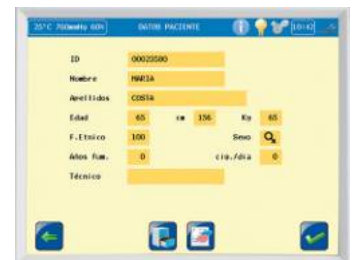 25°C 760mmHg 60% DATOS PACIENTE 10:42
ID 00023500
Nombre MARIA
Apellidos COSTA
Edad 65 cm 156 Kg 65
F.Etnico 100 Sexo
Años fum. 0 cig./día 0
Técnico